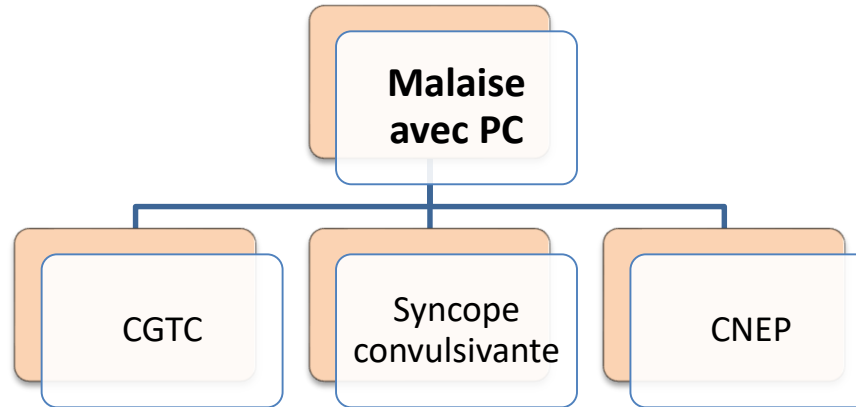 Malaise
avec PC
CGTC
Syncope
convulsivante
CNEP